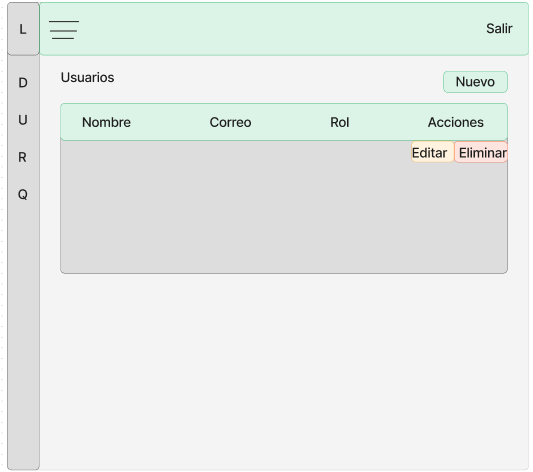 L
Salir
D
U
R
Q
Usuarios
Nuevo
Nombre Correo Rol Acciones
Editar Eliminar